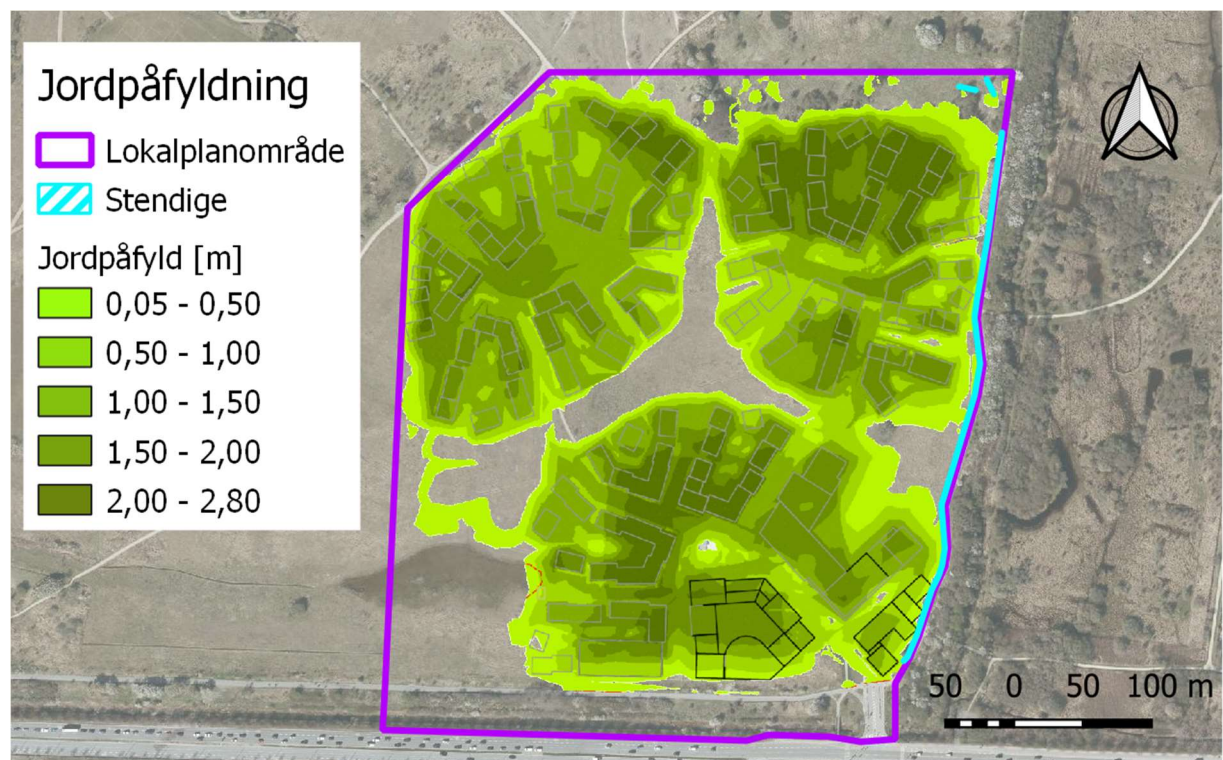 Jordpåfyldning
Lokalplanområde
Stendige
Jordpåfyld [m]
0,05 - 0,50
0,50 - 1,00
1,00 - 1,50
1,50 - 2,00
2,00 - 2,80
50 0 50 100 m